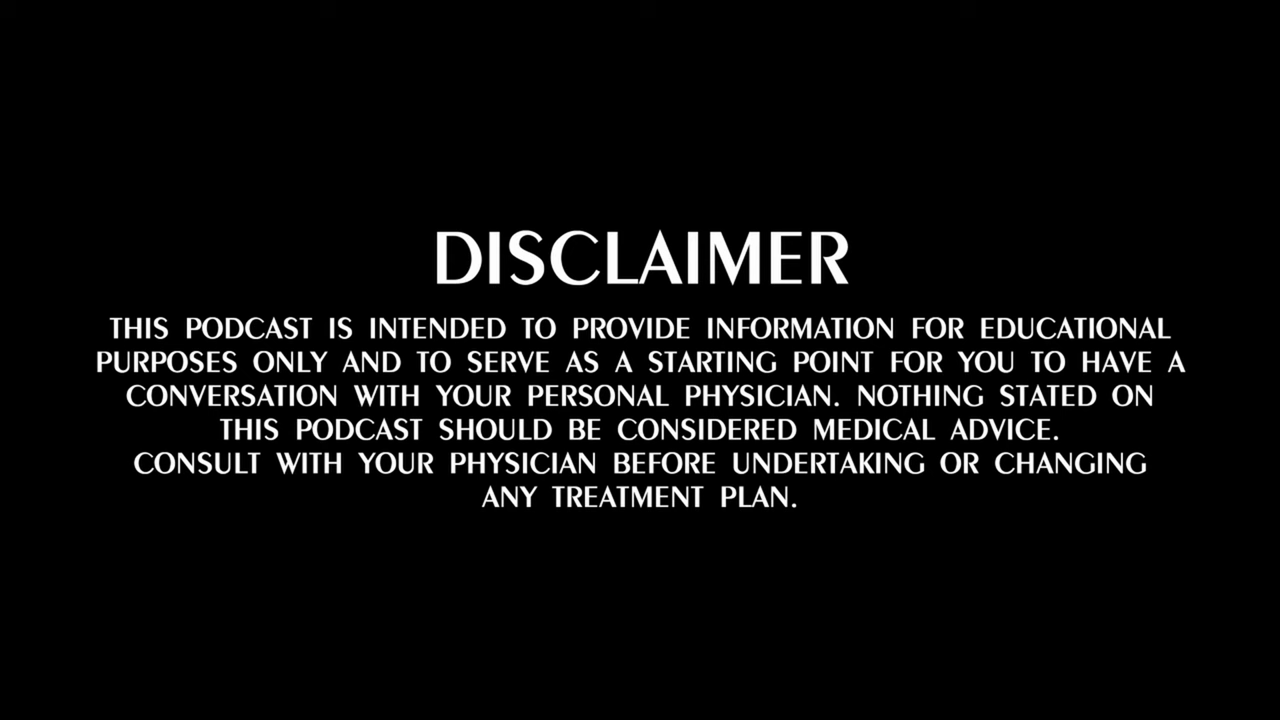 DISCLAIMER
THIS PODCAST IS INTENDED TO PROVIDE INFORMATION FOR EDUCATIONAL
PURPOSES ONLY AND TO SERVE AS A STARTING POINT FOR YOU TO HAVE A
CONVERSATION WITH YOUR PERSONAL PHYSICIAN. NOTHING STATED ON
THIS PODCAST SHOULD BE CONSIDERED MEDICAL ADVICE.
CONSULT WITH YOUR PHYSICIAN BEFORE UNDERTAKING OR CHANGING
ANY TREATMENT PLAN.